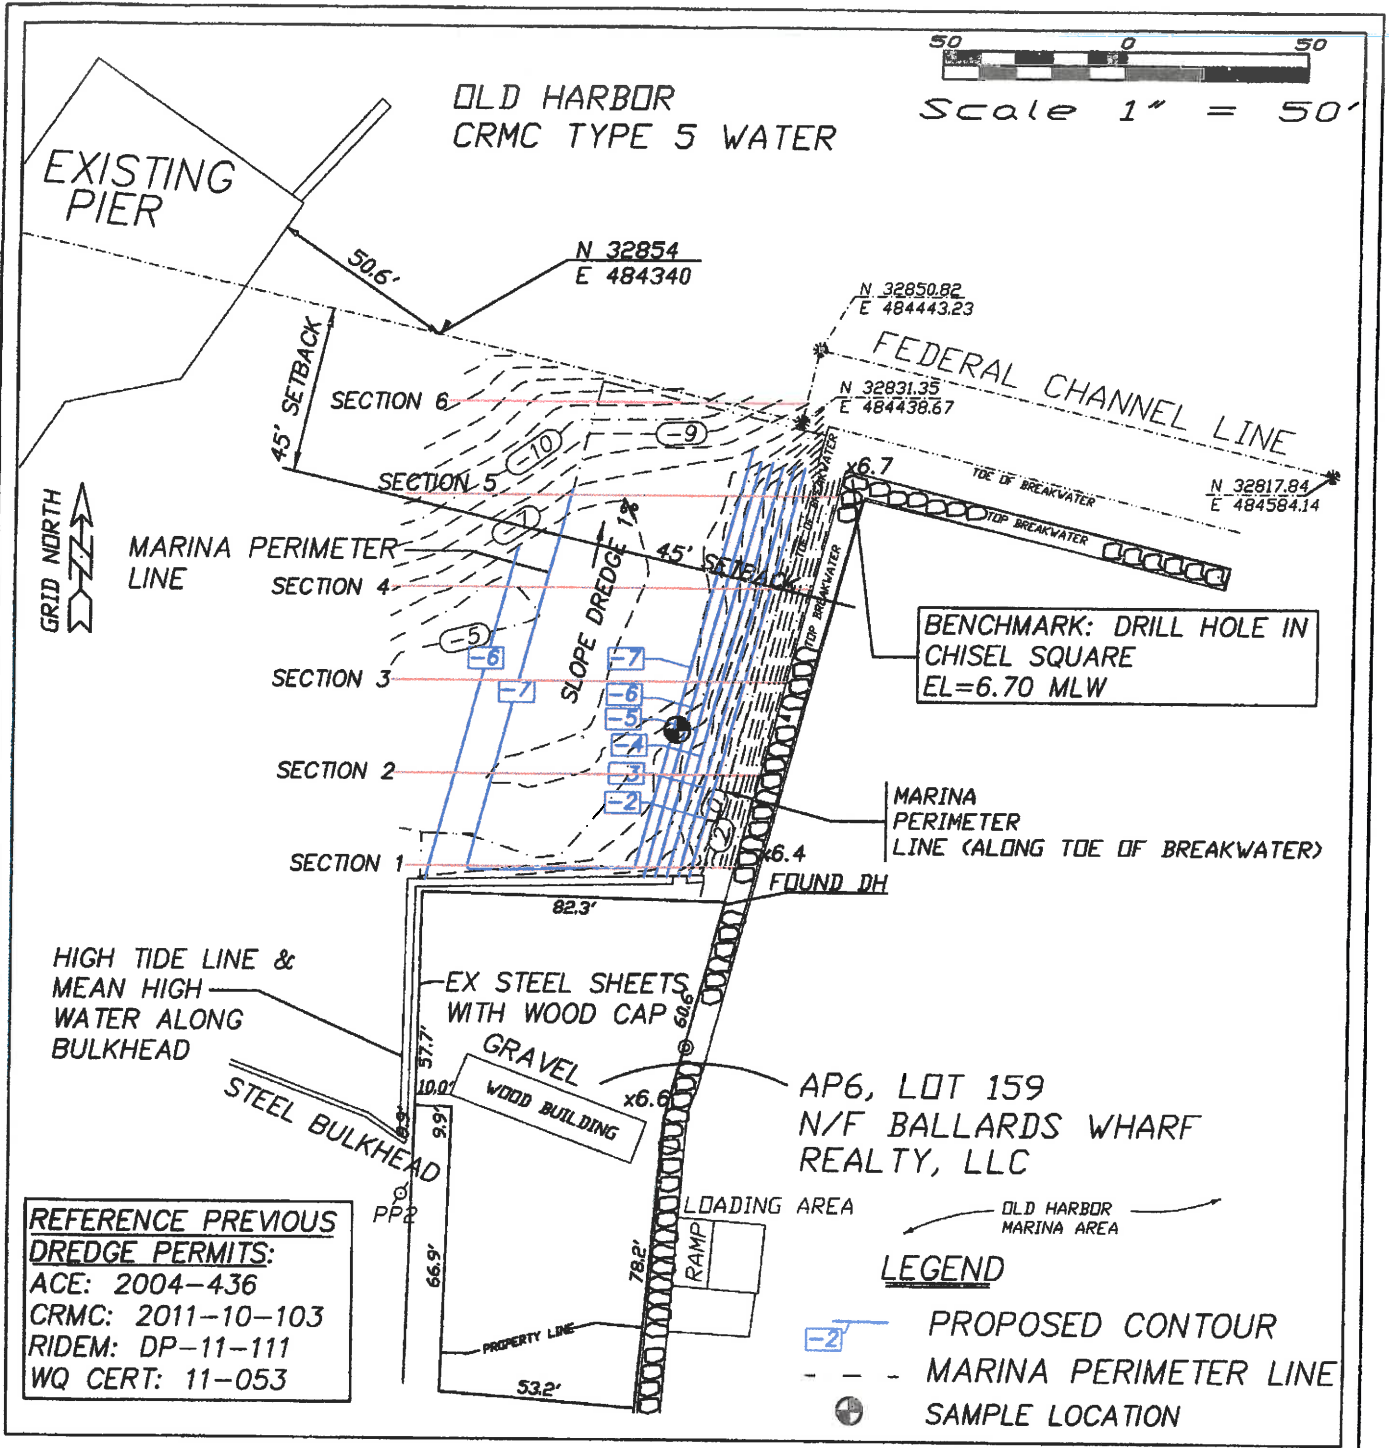 50 0 50
Scale 1" = 50'
OLD HARBOR
CRMC TYPE 5 WATER
EXISTING
PIER
50.6'
N 32854
E 484340
N 32850.82
E 484443.23
FEDERAL CHANNEL LINE
45' SETBACK
SECTION 6
N 32831.35
E 484438.67
-9
-10
x6.7
TOE OF BREAKWATER
N 32817.84
E 484584.14
SECTION 5
TOE OF BREAKWATER
TOP BREAKWATER
GRID NORTH
MARINA PERIMETER
LINE
SLOPE DREDGE 1%
45' SETBACK
SECTION 4
TOP BREAKWATER
BENCHMARK: DRILL HOLE IN
CHISEL SQUARE
EL=6.70 MLW
-5
-6
-7
-7
SECTION 3
-6
-5
-4
3
-2
SECTION 2
MARINA
PERIMETER
LINE (ALONG TOE OF BREAKWATER)
2
SECTION 1
x6.4
FOUND DH
82.3'
HIGH TIDE LINE &
MEAN HIGH
WATER ALONG
BULKHEAD
EX STEEL SHEETS
WITH WOOD CAP
60.6'
57.7'
GRAVEL
WOOD BUILDING
10.0'
x6.6
STEEL BULKHEAD
9.9'
9.9'
AP6, LOT 159
N/F BALLARDS WHARF
REALTY, LLC
PP2
LOADING AREA
RAMP
OLD HARBOR
MARINA AREA
66.9'
78.2'
PROPERTY LINE
53.2'
REFERENCE PREVIOUS
DREDGE PERMITS:
ACE: 2004-436
CRMC: 2011-10-103
RIDEM: DP-11-111
WQ CERT: 11-053
LEGEND
-2 PROPOSED CONTOUR
MARINA PERIMETER LINE
SAMPLE LOCATION